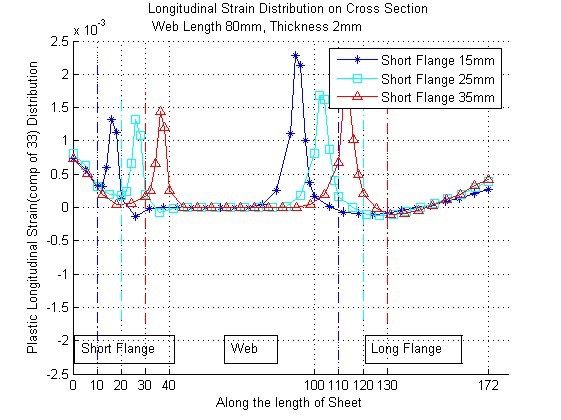 Longitudinal Strain Distribution on Cross Section
Web Length 80mm, Thickness 2mm
x 10^-3
2.5
2
1.5
1
0.5
0
-0.5
-1
-1.5
-2
-2.5
Plastic Longitudinal Strain(comp of 33) Distribution
Short Flange 15mm
Short Flange 25mm
Short Flange 35mm
Short Flange
Web
Long Flange
0 10 20 30 40 100 110 120 130 172
Along the length of Sheet